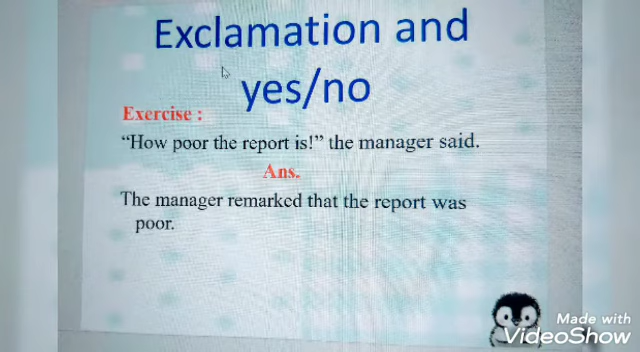 Exclamation and
yes/no
Exercise :
“How poor the report is!” the manager said.
Ans.
The manager remarked that the report was
poor.
Made with
VideoShow